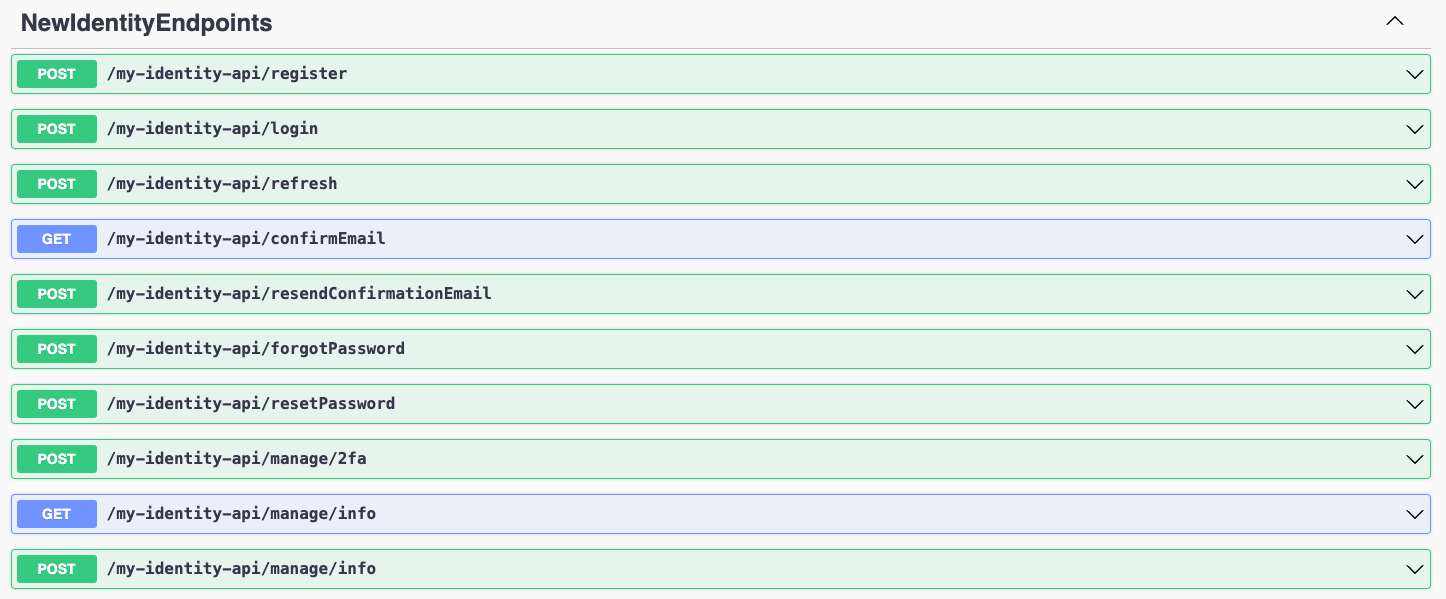 NewIdentityEndpoints
POST /my-identity-api/register
POST /my-identity-api/login
POST /my-identity-api/refresh
GET /my-identity-api/confirmEmail
POST /my-identity-api/resendConfirmationEmail
POST /my-identity-api/forgotPassword
POST /my-identity-api/resetPassword
POST /my-identity-api/manage/2fa
GET /my-identity-api/manage/info
POST /my-identity-api/manage/info